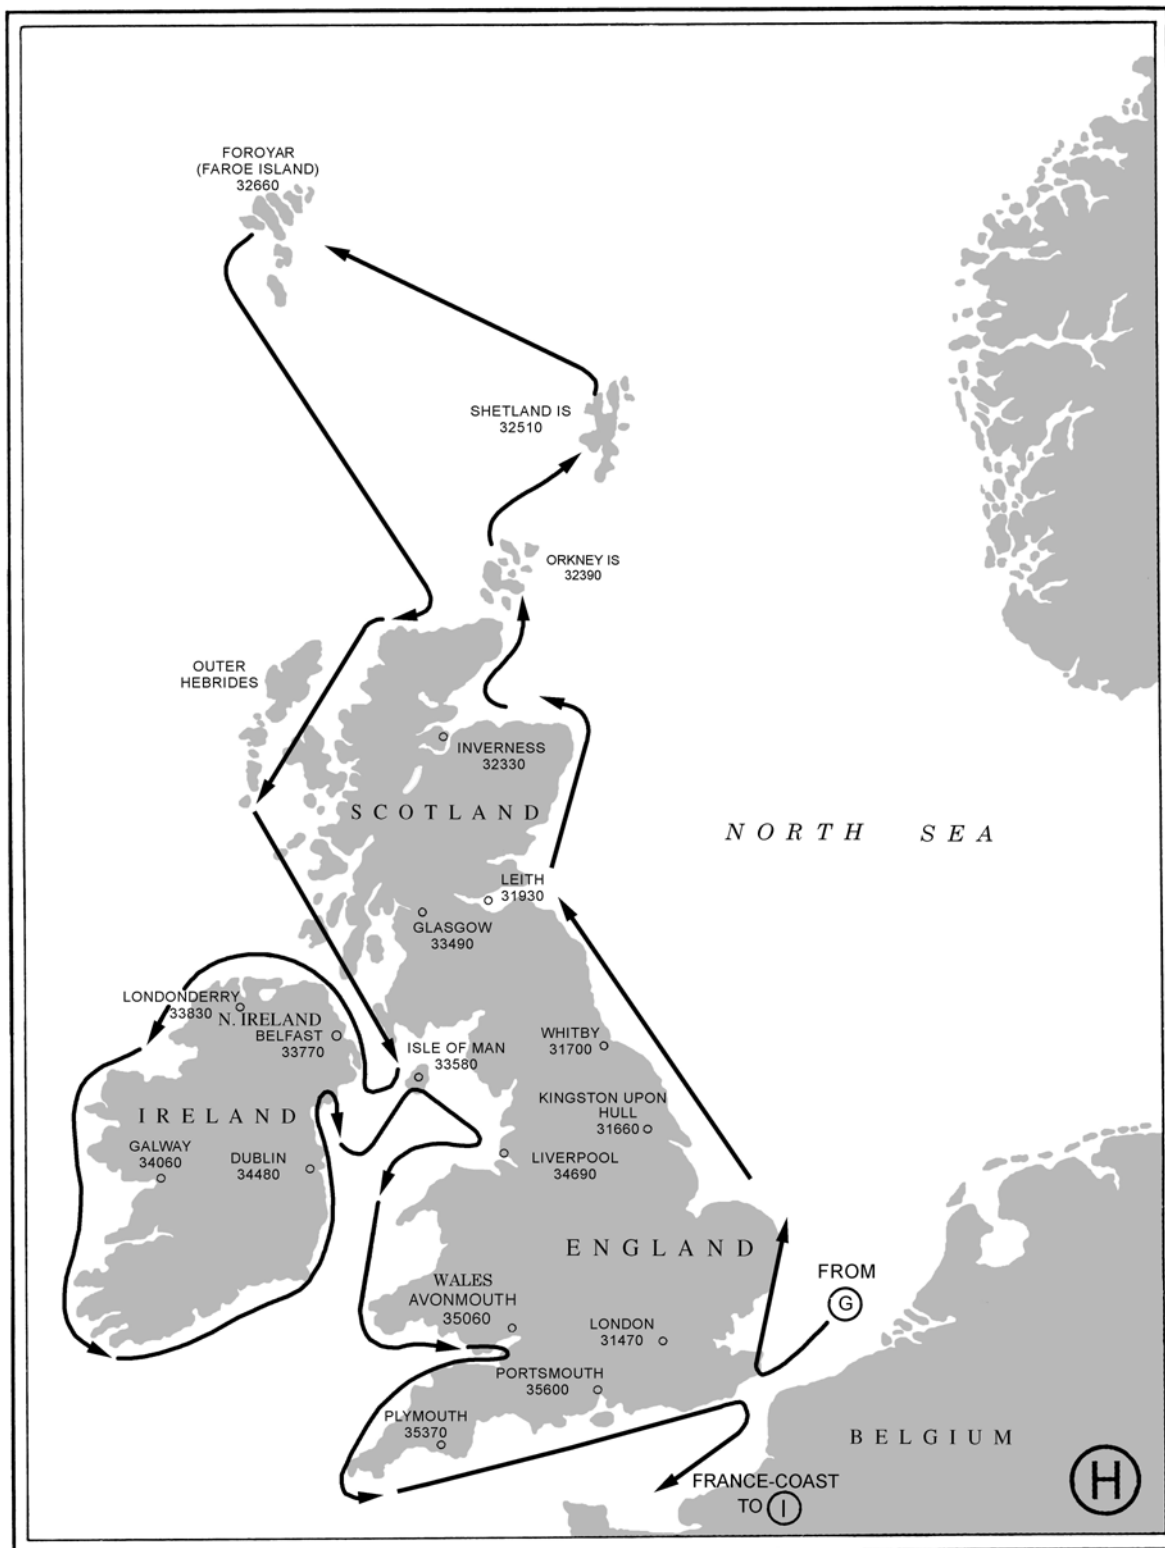 FOROYAR
(FAROE ISLAND)
32660
SHETLAND IS
32510
ORKNEY IS
32390
OUTER
HEBRIDES
INVERNESS
32330
SCOTLAND
NORTH SEA
LEITH
31930
GLASGOW
33490
LONDONDERRY
33830
N. IRELAND
BELFAST
33770
ISLE OF MAN
33580
WHITBY
31700
KINGSTON UPON
HULL
31660
IRELAND
GALWAY
34060
DUBLIN
34480
LIVERPOOL
34690
ENGLAND
FROM
G
WALES
AVONMOUTH
35060
LONDON
31470
PORTSMOUTH
35600
PLYMOUTH
35370
BELGIUM
FRANCE-COAST
TO I
H